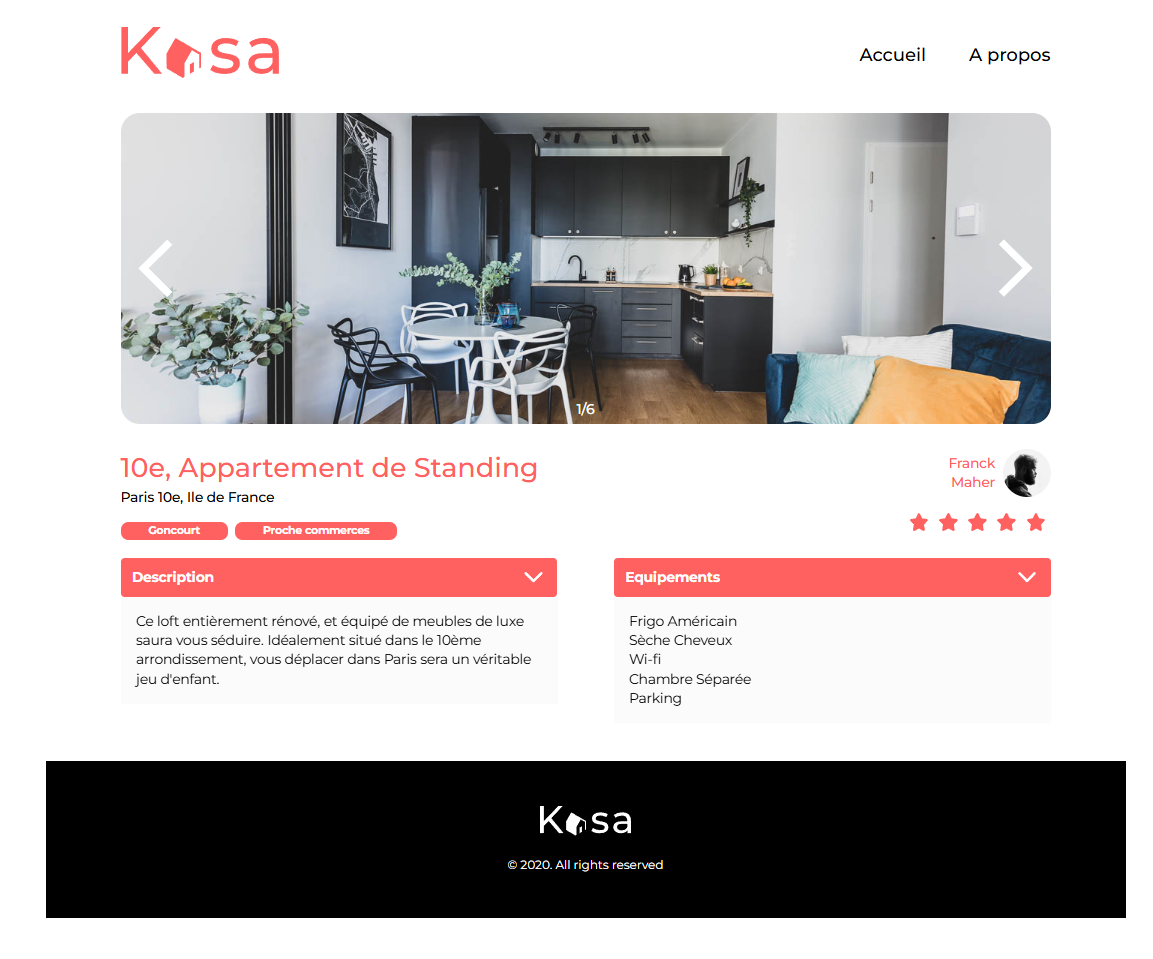 Kasa
Accueil
A propos
1/6
10e, Appartement de Standing
Paris 10e, Ile de France
Goncourt
Proche commerces
Franck
Maher
Description
Ce loft entièrement rénové, et équipé de meubles de luxe
saura vous séduire. Idéalement situé dans le 10ème
arrondissement, vous déplacer dans Paris sera un véritable
jeu d'enfant.
Equipements
Frigo Américain
Sèche Cheveux
Wi-fi
Chambre Séparée
Parking
Kasa
© 2020. All rights reserved